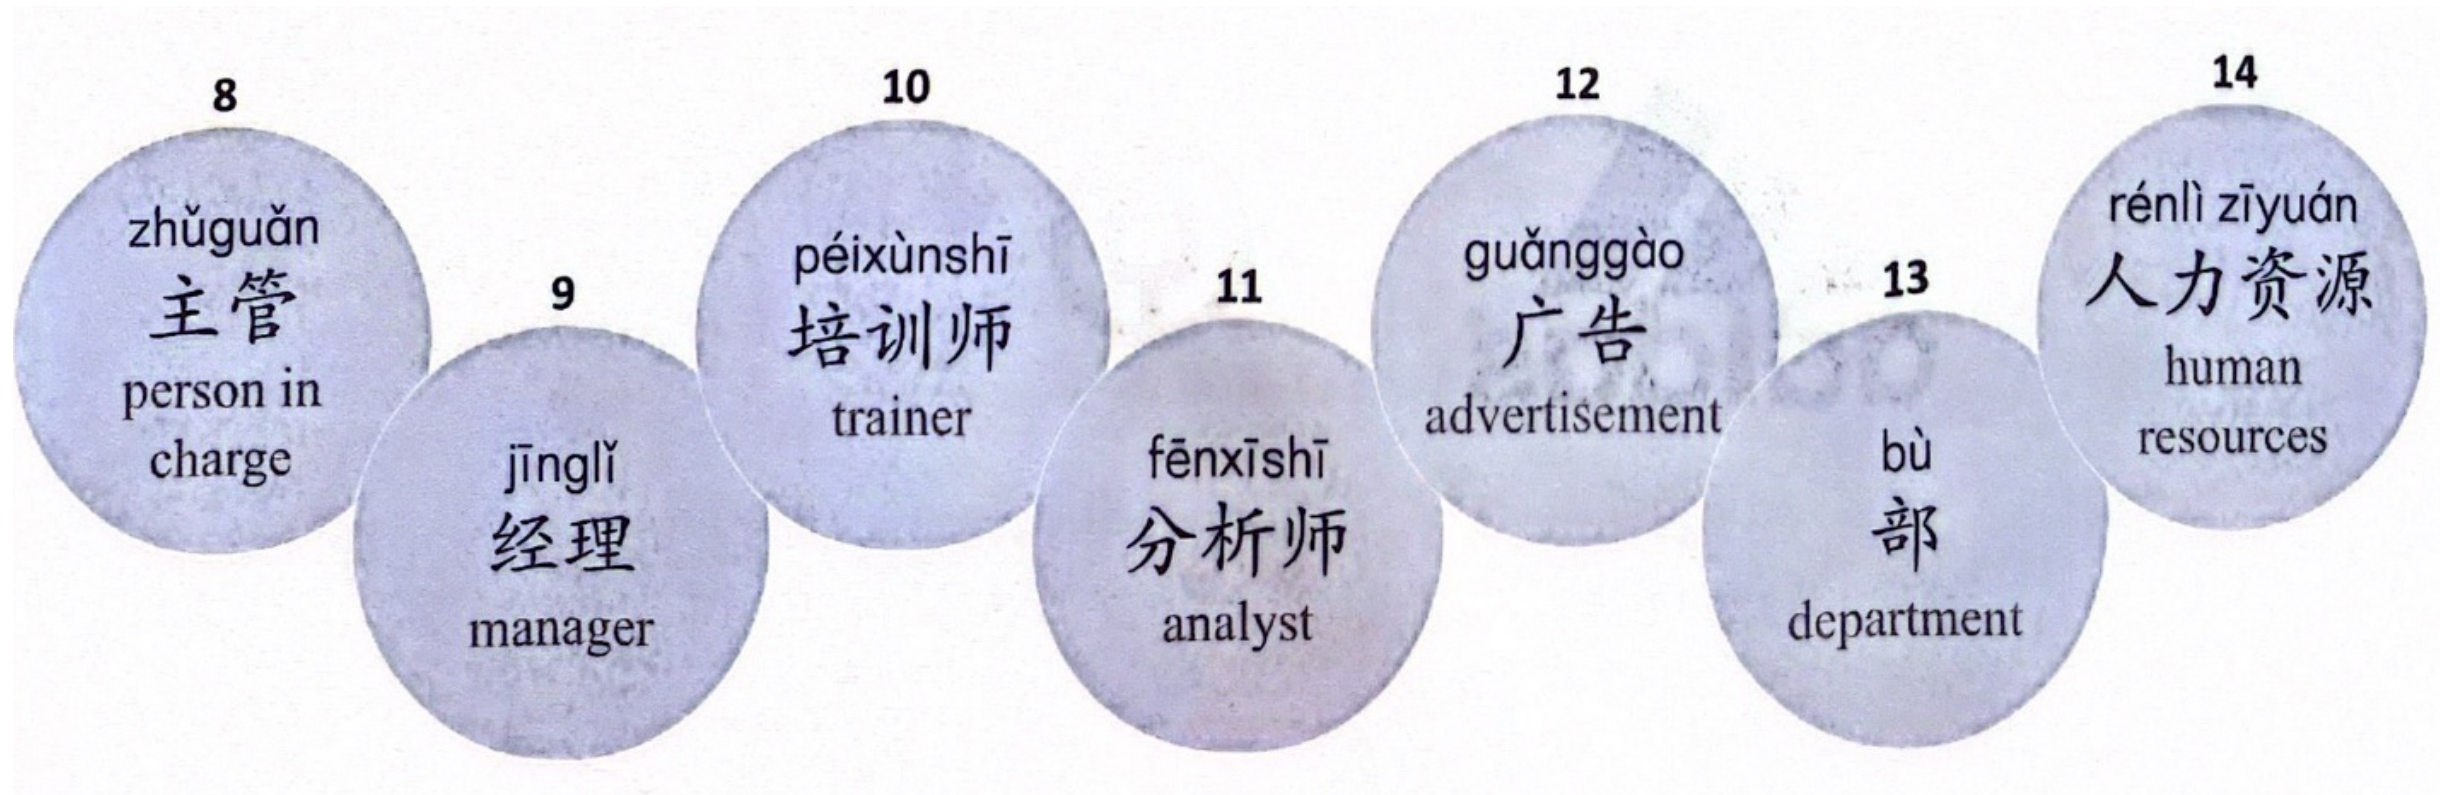 8
zhǔguǎn
主管
person in
charge
9
jīnglǐ
经理
manager
10
péixùnshī
培训师
trainer
11
fēnxīshī
分析师
analyst
12
guǎnggào
广告
advertisement
13
bù
部
department
14
rénlì zīyuán
人力资源
human
resources